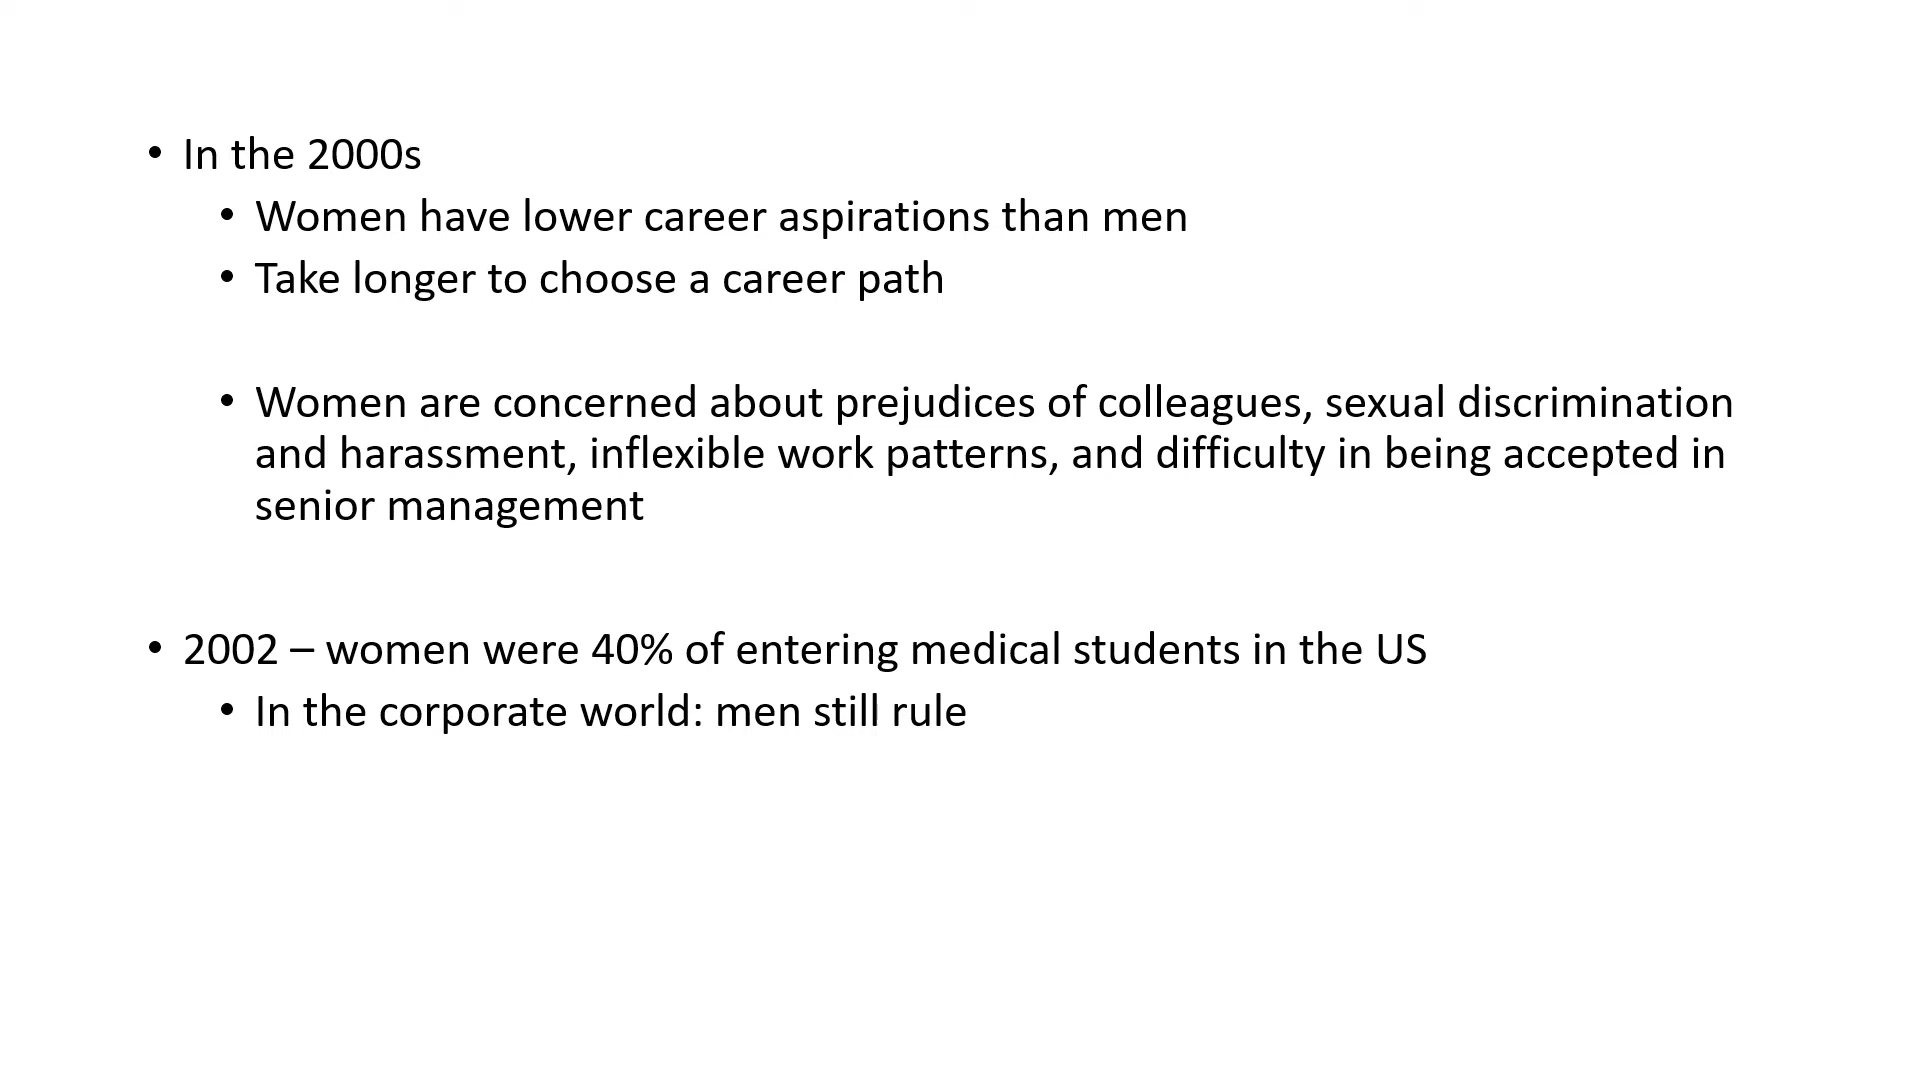 • In the 2000s
• Women have lower career aspirations than men
• Take longer to choose a career path
• Women are concerned about prejudices of colleagues, sexual discrimination
and harassment, inflexible work patterns, and difficulty in being accepted in
senior management
• 2002 – women were 40% of entering medical students in the US
• In the corporate world: men still rule